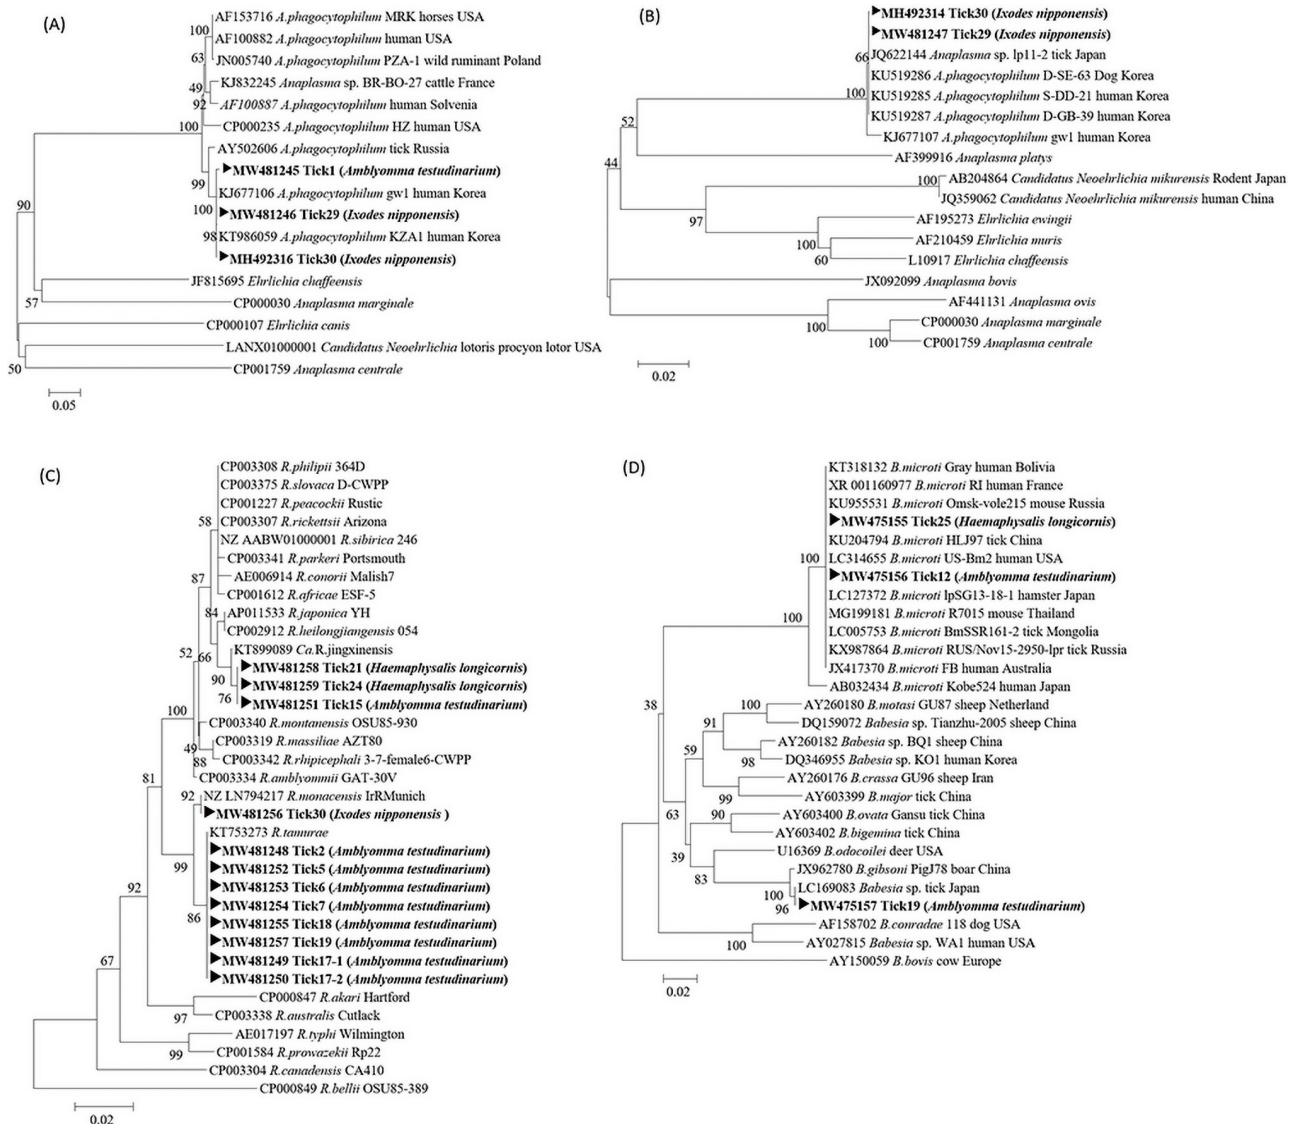 (A)
AF153716 A.phagocytophilum MRK horses USA
100
AF100882 A.phagocytophilum human USA
63
JN005740 A.phagocytophilum PZA-1 wild ruminant Poland
49
KJ832245 Anaplasma sp. BR-BO-27 cattle France
92
AF100887 A.phagocytophilum human Solvenia
100
CP000235 A.phagocytophilum HZ human USA
AY502606 A.phagocytophilum tick Russia
MW481245 Tick1 (Amblyomma testudinarium)
99
KJ677106 A.phagocytophilum gw1 human Korea
90
100
MW481246 Tick29 (Ixodes nipponensis)
98
KT986059 A.phagocytophilum KZA1 human Korea
MH492316 Tick30 (Ixodes nipponensis)
JF815695 Ehrlichia chaffeensis
57
CP000030 Anaplasma marginale
CP000107 Ehrlichia canis
LANX01000001 Candidatus Neoehrlichia lotoris procyon lotor USA
50
CP001759 Anaplasma centrale
0.05
(B)
MH492314 Tick30 (Ixodes nipponensis)
MW481247 Tick29 (Ixodes nipponensis)
66
JQ622144 Anaplasma sp. lp11-2 tick Japan
KU519286 A.phagocytophilum D-SE-63 Dog Korea
100
KU519285 A.phagocytophilum S-DD-21 human Korea
KU519287 A.phagocytophilum D-GB-39 human Korea
52
KJ677107 A.phagocytophilum gw1 human Korea
44
AF399916 Anaplasma platys
100
AB204864 Candidatus Neoehrlichia mikurensis Rodent Japan
JQ359062 Candidatus Neoehrlichia mikurensis human China
97
AF195273 Ehrlichia ewingii
100
AF210459 Ehrlichia muris
60
L10917 Ehrlichia chaffeensis
JX092099 Anaplasma bovis
AF441131 Anaplasma ovis
100
CP000030 Anaplasma marginale
100
CP001759 Anaplasma centrale
0.02
(C)
CP003308 R.philipii 364D
CP003375 R.slovaca D-CWPP
CP001227 R.peacockii Rustic
58
CP003307 R.rickettsii Arizona
NZ AABW01000001 R.sibirica 246
CP003341 R.parkeri Portsmouth
87
AE006914 R.conorii Malish7
CP001612 R.africae ESF-5
84
AP011533 R.japonica YH
CP002912 R.heilongjiangensis 054
52
66
KT899089 Ca.R.jingxinensis
MW481258 Tick21 (Haemaphysalis longicornis)
90
MW481259 Tick24 (Haemaphysalis longicornis)
76
MW481251 Tick15 (Amblyomma testudinarium)
100
CP003340 R.montanensis OSU85-930
49
CP003319 R.massiliae AZT80
88
CP003342 R.rhipicephali 3-7-female6-CWPP
81
CP003334 R.amblyommii GAT-30V
92
NZ LN794217 R.monacensis IrRMunich
MW481256 Tick30 (Ixodes nipponensis )
KT753273 R.tamurae
MW481248 Tick2 (Amblyomma testudinarium)
99
MW481252 Tick5 (Amblyomma testudinarium)
92
MW481253 Tick6 (Amblyomma testudinarium)
MW481254 Tick7 (Amblyomma testudinarium)
86
MW481255 Tick18 (Amblyomma testudinarium)
MW481257 Tick19 (Amblyomma testudinarium)
67
MW481249 Tick17-1 (Amblyomma testudinarium)
MW481250 Tick17-2 (Amblyomma testudinarium)
CP000847 R.akari Hartford
97
CP003338 R.australis Cutlack
AE017197 R.typhi Wilmington
99
CP001584 R.prowazekii Rp22
CP003304 R.canadensis CA410
CP000849 R.bellii OSU85-389
0.02
(D)
KT318132 B.microti Gray human Bolivia
XR 001160977 B.microti RI human France
KU955531 B.microti Omsk-vole215 mouse Russia
MW475155 Tick25 (Haemaphysalis longicornis)
KU204794 B.microti HLJ97 tick China
100
LC314655 B.microti US-Bm2 human USA
MW475156 Tick12 (Amblyomma testudinarium)
LC127372 B.microti lpSG13-18-1 hamster Japan
100
MG199181 B.microti R7015 mouse Thailand
LC005753 B.microti BmSSR161-2 tick Mongolia
KX987864 B.microti RUS/Nov15-2950-lpr tick Russia
JX417370 B.microti FB human Australia
AB032434 B.microti Kobe524 human Japan
38
100
AY260180 B.motasi GU87 sheep Netherland
91
DQ159072 Babesia sp. Tianzhu-2005 sheep China
AY260182 Babesia sp. BQ1 sheep China
59
98
DQ346955 Babesia sp. KO1 human Korea
AY260176 B.crassa GU96 sheep Iran
99
AY603399 B.major tick China
63
90
AY603400 B.ovata Gansu tick China
AY603402 B.bigemina tick China
39
U16369 B.odocoilei deer USA
83
JX962780 B.gibsoni PigJ78 boar China
100
LC169083 Babesia sp. tick Japan
96
MW475157 Tick19 (Amblyomma testudinarium)
AF158702 B.conradae 118 dog USA
100
AY027815 Babesia sp. WA1 human USA
AY150059 B.bovis cow Europe
0.02